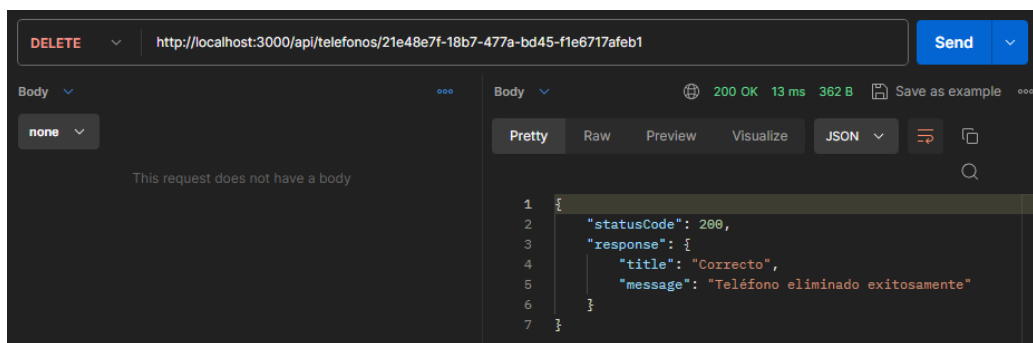 DELETE http://localhost:3000/api/telefonos/21e48e7f-18b7-477a-bd45-f1e6717afeb1 Send
Body
none
This request does not have a body
Body 200 OK 13 ms 362 B Save as example
Pretty Raw Preview Visualize JSON
1 {
2 "statusCode": 200,
3 "response": {
4 "title": "Correcto",
5 "message": "Teléfono eliminado exitosamente"
6 }
7 }